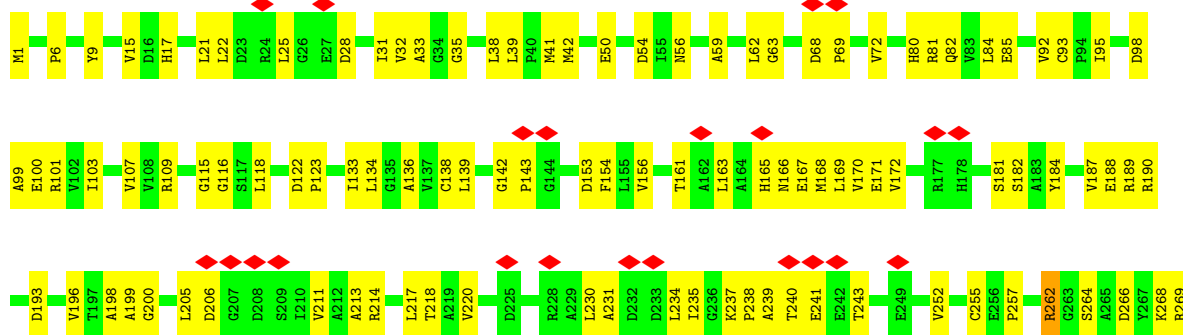 M1 P6 Y9 V15 D16 H17 L21 L22 D23 R24 L25 G26 E27 D28 I31 V32 A33 G34 G35 L38 L39 P40 M41 M42 E50 D54 I55 N56 A59 L62 G63 D68 P69 V72 H80 R81 Q82 V83 L84 E85 V92 C93 P94 I95 D98
A99 E100 R101 V102 I103 V107 V108 R109 G115 G116 S117 L118 D122 P123 I133 L134 G135 A136 V137 C138 L139 G142 P143 G144 D153 F154 L155 V156 T161 A162 L163 A164 H165 N166 E167 M168 L169 V170 E171 V172 R177 H178 S181 S182 A183 Y184 V187 E188 R189 R190
D193 V196 T197 A198 A199 G200 L205 D206 G207 D208 S209 I210 V211 A212 A213 R214 L217 T218 A219 V220 D225 R228 A229 L230 A231 D232 D233 L234 I235 G236 K237 P238 A239 T240 E241 E242 T243 E249 V252 C255 E256 P257 R262 G263 S264 A265 D266 Y267 K268 R269